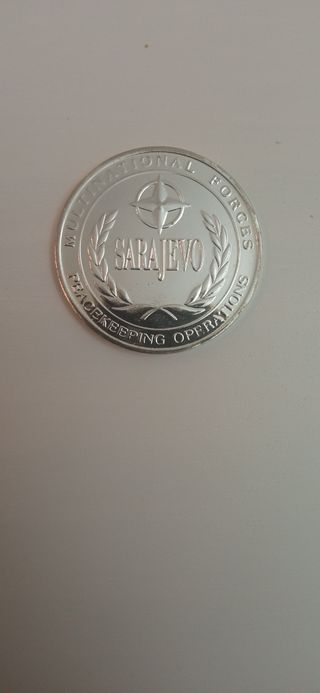 MULTINATIONAL FORCES
SARAJEVO
PEACEKEEPING OPERATIONS